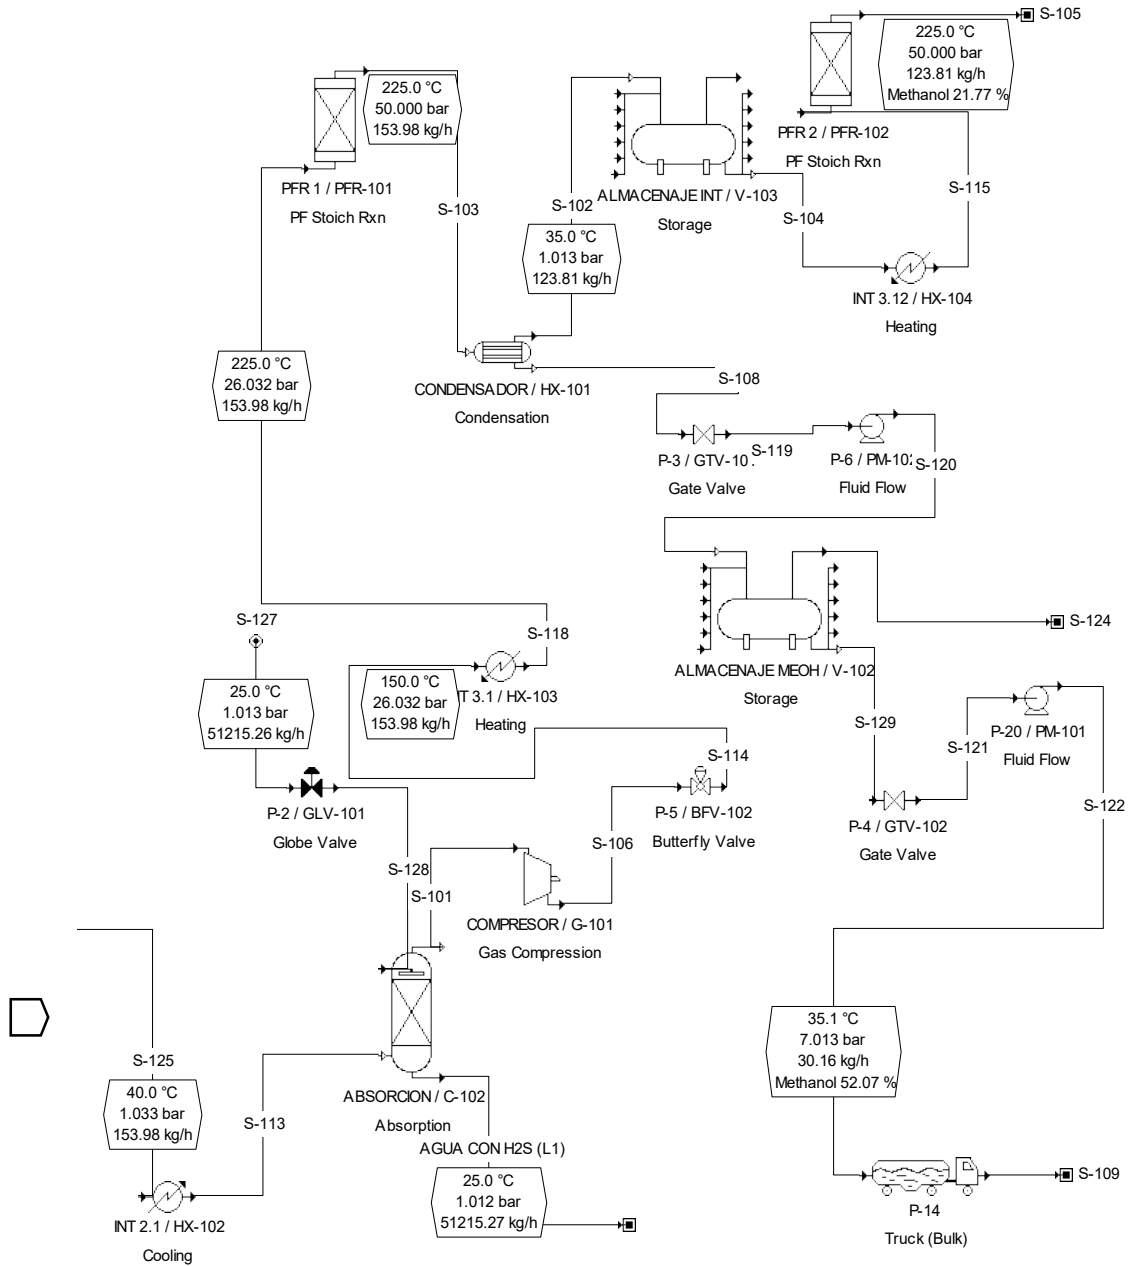 S-105
225.0 °C
50.000 bar
123.81 kg/h
Methanol 21.77 %
PFR 2 / PFR-102
PF Stoich Rxn
225.0 °C
50.000 bar
153.98 kg/h
PFR 1 / PFR-101
PF Stoich Rxn
S-103
S-102
ALMACENAJE INT / V-103
Storage
S-104
S-115
35.0 °C
1.013 bar
123.81 kg/h
INT 3.12 / HX-104
Heating
225.0 °C
26.032 bar
153.98 kg/h
CONDENSADOR / HX-101
Condensation
S-108
P-3 / GTV-10
Gate Valve
S-119
P-6 / PM-102
Fluid Flow
S-120
S-127
S-118
S-124
25.0 °C
1.013 bar
51215.26 kg/h
150.0 °C
26.032 bar
153.98 kg/h
T 3.1 / HX-103
Heating
ALMACENAJE MEOH / V-102
Storage
S-129
S-121
P-20 / PM-101
Fluid Flow
S-114
S-122
P-2 / GLV-101
Globe Valve
P-5 / BFV-102
Butterfly Valve
P-4 / GTV-102
Gate Valve
S-106
S-128
S-101
COMPRESOR / G-101
Gas Compression
35.1 °C
7.013 bar
30.16 kg/h
Methanol 52.07 %
S-125
40.0 °C
1.033 bar
153.98 kg/h
S-113
ABSORCION / C-102
Absorption
AGUA CON H2S (L1)
25.0 °C
1.012 bar
51215.27 kg/h
INT 2.1 / HX-102
Cooling
S-109
P-14
Truck (Bulk)